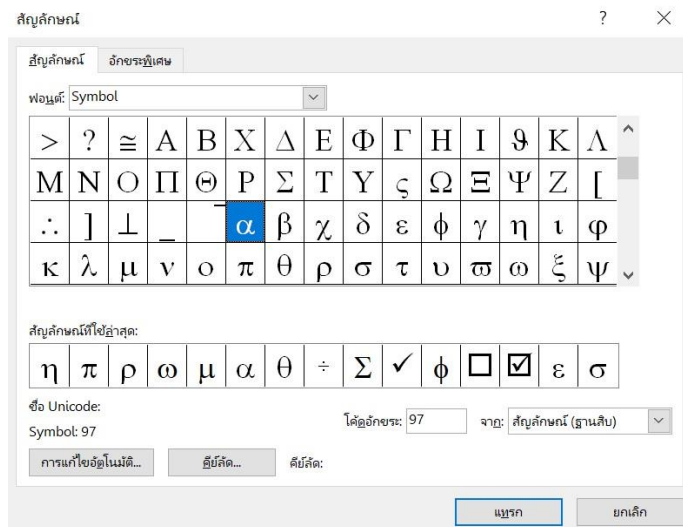 สัญลักษณ์ ? ×
สัญลักษณ์ อักขระพิเศษ
ฟอนต์: Symbol
> ? ≅ Α Β Χ Δ Ε Φ Γ Η Ι ϑ Κ Λ
Μ Ν Ο Π Θ Ρ Σ Τ Υ ς Ω Ξ Ψ Ζ [
∴ ] ⊥ _ ‾ α β χ δ ε ϕ γ η ι φ
κ λ μ ν ο π θ ρ σ τ υ ϖ ω ξ ψ
สัญลักษณ์ที่ใช้ล่าสุด:
η π ρ ω μ α θ ÷ Σ ✓ ϕ ☐ ☑ ε σ
ชื่อ Unicode:
Symbol: 97
โค้ดอักขระ: 97 จาก: สัญลักษณ์ (ฐานสิบ)
การแก้ไขอัตโนมัติ... คีย์ลัด... คีย์ลัด:
แทรก ยกเลิก